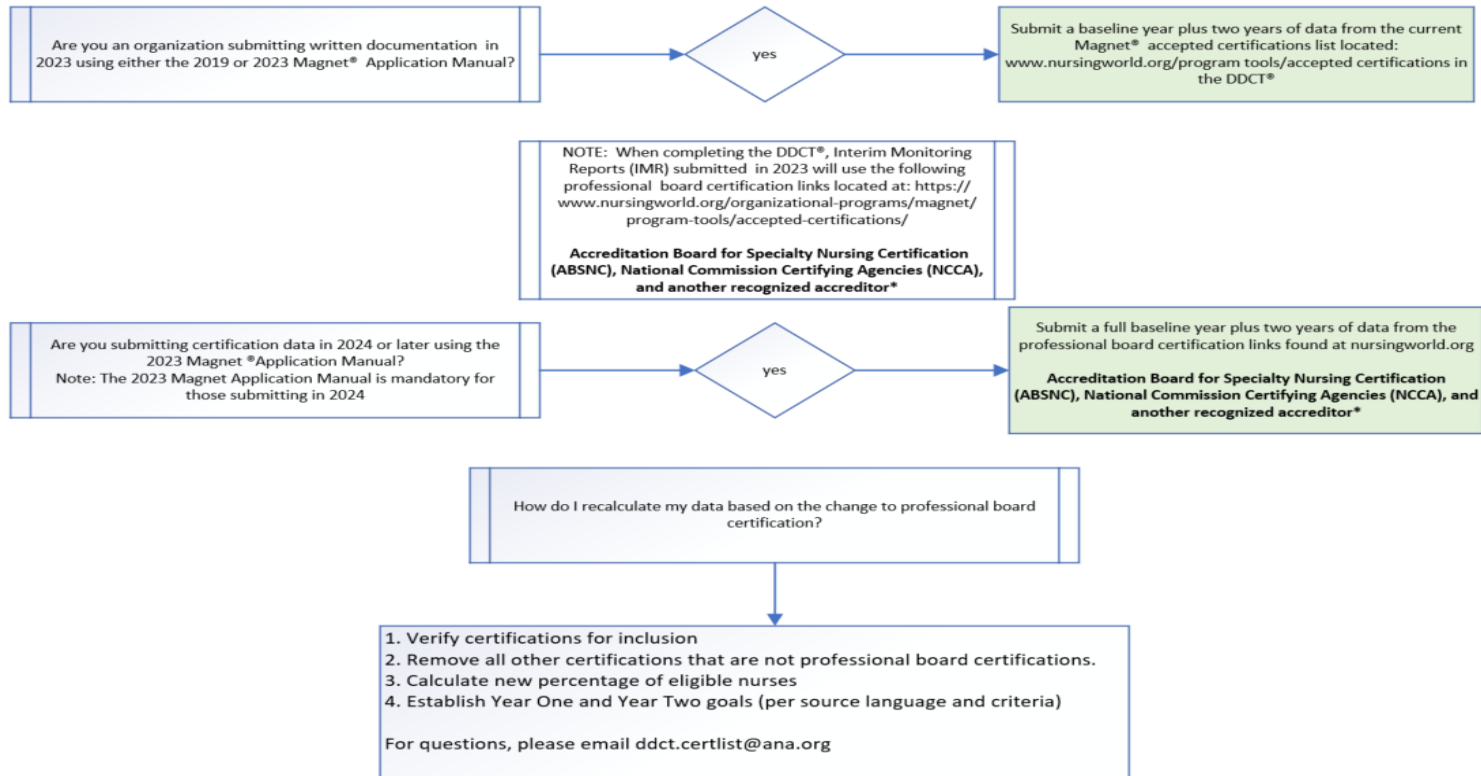 Are you an organization submitting written documentation in
2023 using either the 2019 or 2023 Magnet® Application Manual?
yes
Submit a baseline year plus two years of data from the current
Magnet® accepted certifications list located:
www.nursingworld.org/program tools/accepted certifications in
the DDCT®
NOTE: When completing the DDCT®, Interim Monitoring
Reports (IMR) submitted in 2023 will use the following
professional board certification links located at: https://
www.nursingworld.org/organizational-programs/magnet/
program-tools/accepted-certifications/
Accreditation Board for Specialty Nursing Certification
(ABSNC), National Commission Certifying Agencies (NCCA),
and another recognized accreditor*
Are you submitting certification data in 2024 or later using the
2023 Magnet ®Application Manual?
Note: The 2023 Magnet Application Manual is mandatory for
those submitting in 2024
yes
Submit a full baseline year plus two years of data from the
professional board certification links found at nursingworld.org
Accreditation Board for Specialty Nursing Certification
(ABSNC), National Commission Certifying Agencies (NCCA), and
another recognized accreditor*
How do I recalculate my data based on the change to professional board
certification?
1. Verify certifications for inclusion
2. Remove all other certifications that are not professional board certifications.
3. Calculate new percentage of eligible nurses
4. Establish Year One and Year Two goals (per source language and criteria)
For questions, please email ddct.certlist@ana.org